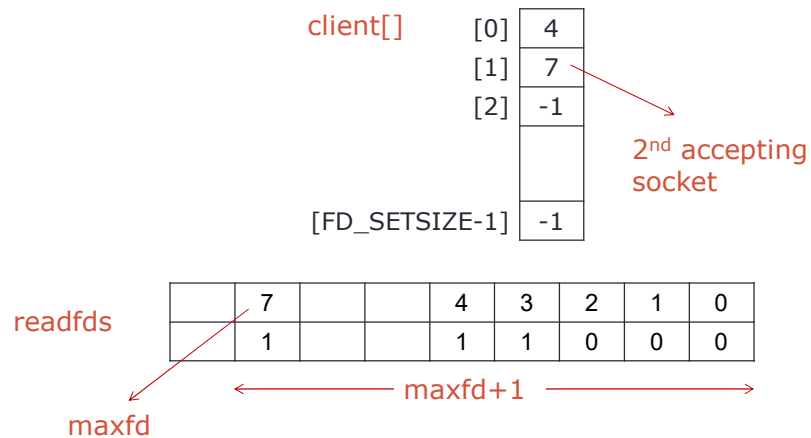 client[] [0] 4
[1] 7
[2] -1
2nd accepting
socket
[FD_SETSIZE-1] -1
7 4 3 2 1 0
readfds
1 1 1 0 0 0
maxfd+1
maxfd